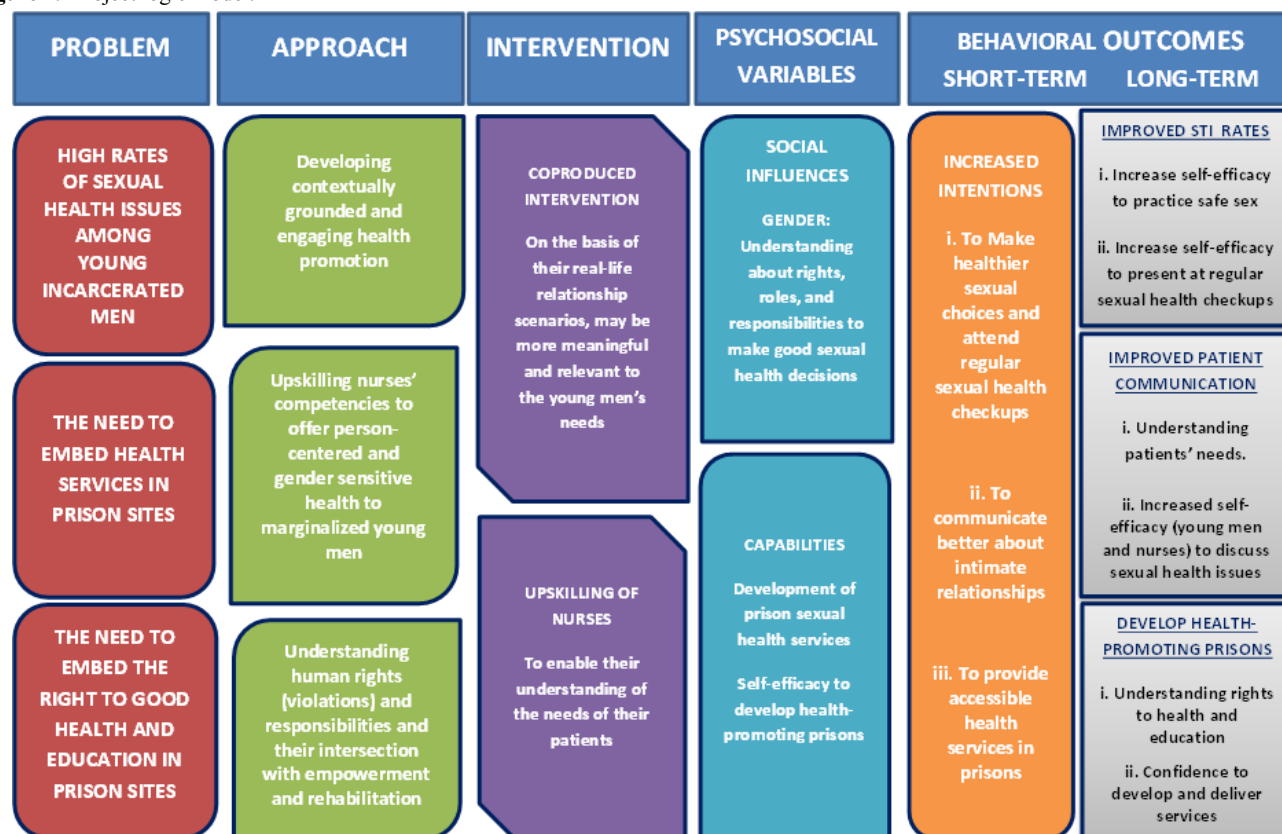 PROBLEM
APPROACH
INTERVENTION
PSYCHOSOCIAL
VARIABLES
BEHAVIORAL OUTCOMES
SHORT-TERM LONG-TERM
HIGH RATES
OF SEXUAL
HEALTH ISSUES
AMONG
YOUNG
INCARCERATED
MEN
THE NEED TO
EMBED HEALTH
SERVICES IN
PRISON SITES
THE NEED TO
EMBED THE
RIGHT TO GOOD
HEALTH AND
EDUCATION IN
PRISON SITES
Developing
contextually
grounded and
engaging health
promotion
Upskilling nurses’
competencies to
offer person-
centered and
gender sensitive
health to
marginalized young
men
Understanding
human rights
(violations) and
responsibilities and
their intersection
with empowerment
and rehabilitation
COPRODUCED
INTERVENTION
On the basis of
their real-life
relationship
scenarios, may be
more meaningful
and relevant to
the young men’s
needs
UPSKILLING OF
NURSES
To enable their
understanding of
the needs of their
patients
SOCIAL
INFLUENCES
GENDER:
Understanding
about rights,
roles, and
responsibilities to
make good sexual
health decisions
CAPABILITIES
Development of
prison sexual
health services
Self-efficacy to
develop health-
promoting prisons
INCREASED
INTENTIONS
i. To Make
healthier
sexual
choices and
attend
regular
sexual health
checkups
ii. To
communicate
better about
intimate
relationships
iii. To provide
accessible
health
services in
prisons
IMPROVED STI RATES
i. Increase self-efficacy
to practice safe sex
ii. Increase self-efficacy
to present at regular
sexual health checkups
IMPROVED PATIENT
COMMUNICATION
i. Understanding
patients’ needs.
ii. Increased self-
efficacy (young men
and nurses) to discuss
sexual health issues
DEVELOP HEALTH-
PROMOTING PRISONS
i. Understanding rights
to health and
education
ii. Confidence to
develop and deliver
services